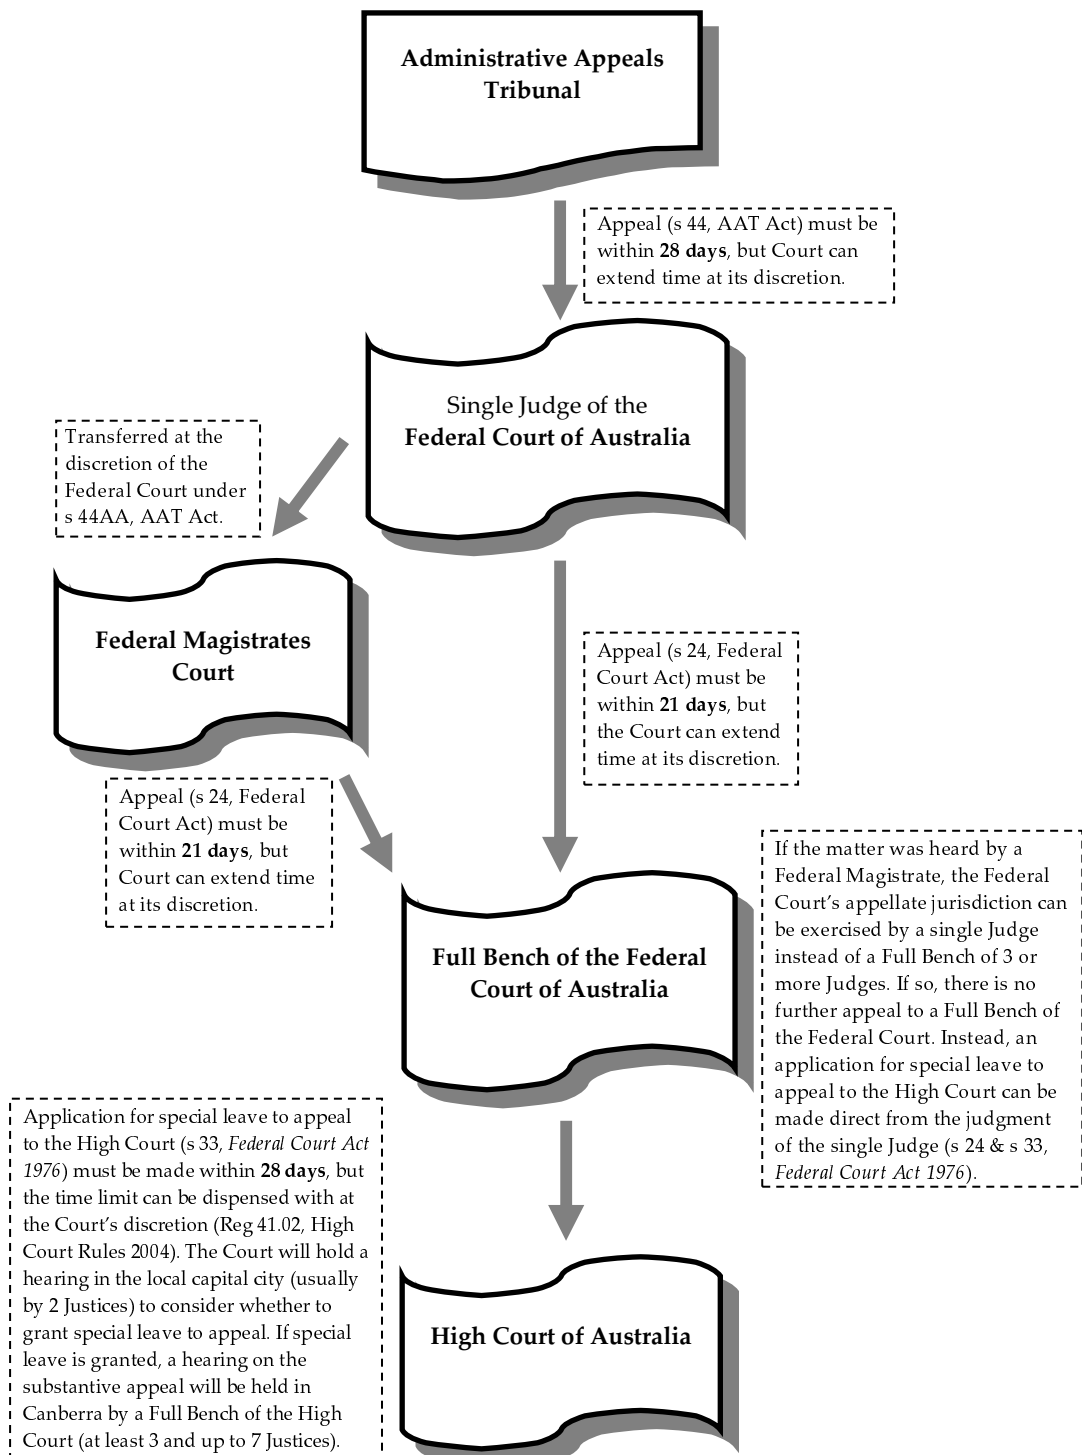 Administrative Appeals
Tribunal
Appeal (s 44, AAT Act) must be
within 28 days, but Court can
extend time at its discretion.
Single Judge of the
Federal Court of Australia
Transferred at the
discretion of the
Federal Court under
s 44AA, AAT Act.
Federal Magistrates
Court
Appeal (s 24, Federal
Court Act) must be
within 21 days, but
the Court can extend
time at its discretion.
Appeal (s 24, Federal
Court Act) must be
within 21 days, but
Court can extend time
at its discretion.
If the matter was heard by a
Federal Magistrate, the Federal
Court’s appellate jurisdiction can
be exercised by a single Judge
instead of a Full Bench of 3 or
more Judges. If so, there is no
further appeal to a Full Bench of
the Federal Court. Instead, an
application for special leave to
appeal to the High Court can be
made direct from the judgment
of the single Judge (s 24 & s 33,
Federal Court Act 1976).
Full Bench of the Federal
Court of Australia
Application for special leave to appeal
to the High Court (s 33, Federal Court Act
1976) must be made within 28 days, but
the time limit can be dispensed with at
the Court’s discretion (Reg 41.02, High
Court Rules 2004). The Court will hold a
hearing in the local capital city (usually
by 2 Justices) to consider whether to
grant special leave to appeal. If special
leave is granted, a hearing on the
substantive appeal will be held in
Canberra by a Full Bench of the High
Court (at least 3 and up to 7 Justices).
High Court of Australia